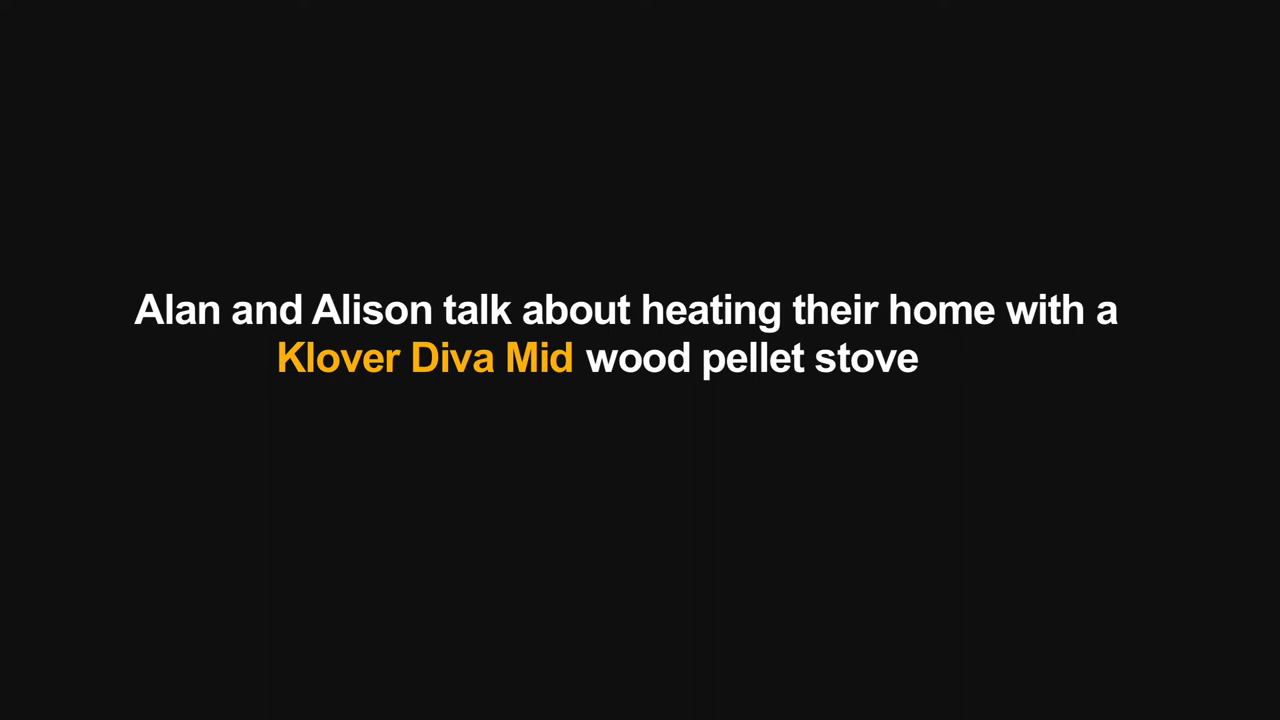 Alan and Alison talk about heating their home with a
Klover Diva Mid wood pellet stove